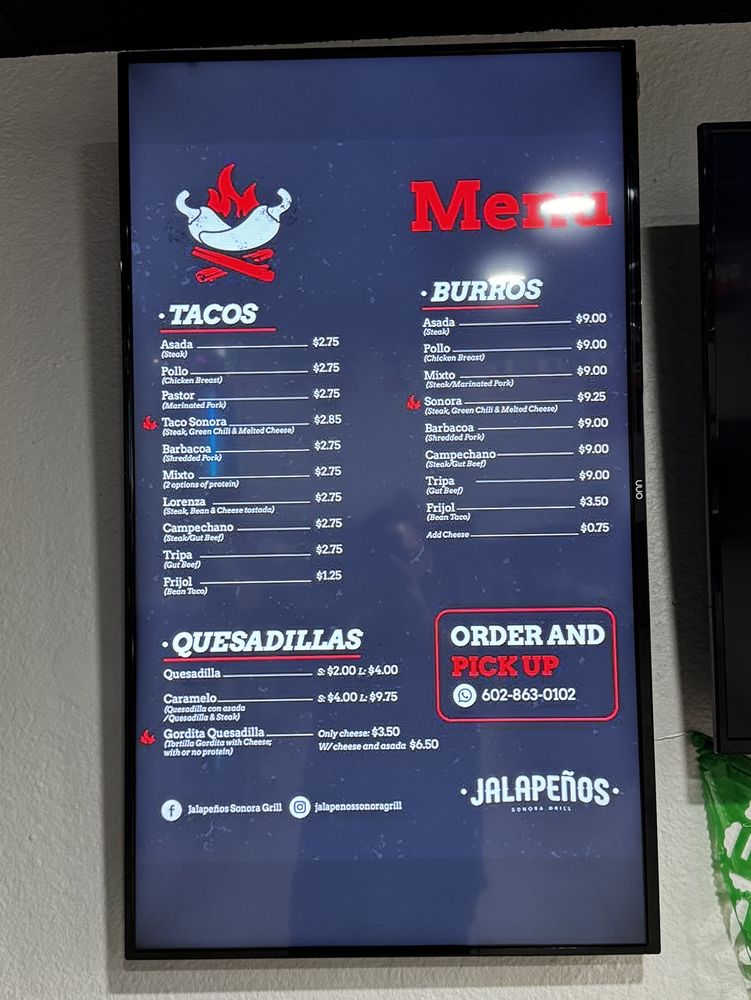 Menu
• TACOS
Asada $2.75
(Steak)
Pollo $2.75
(Chicken Breast)
Pastor $2.75
(Marinated Pork)
Taco Sonora $2.85
(Steak, Green Chili & Melted Cheese)
Barbacoa $2.75
(Shredded Pork)
Mixto $2.75
(2 options of protein)
Lorenza $2.75
(Steak, Bean & Cheese tostada)
Campechano $2.75
(Steak/Gut Beef)
Tripa $2.75
(Gut Beef)
Frijol $1.25
(Bean Taco)
• BURROS
Asada $9.00
(Steak)
Pollo $9.00
(Chicken Breast)
Mixto $9.00
(Steak/Marinated Pork)
Sonora $9.25
(Steak, Green Chili & Melted Cheese)
Barbacoa $9.00
(Shredded Pork)
Campechano $9.00
(Steak/Gut Beef)
Tripa $9.00
(Gut Beef)
Frijol $3.50
(Bean Taco)
Add Cheese $0.75
• QUESADILLAS
Quesadilla S: $2.00 L: $4.00
Caramelo S: $4.00 L: $9.75
(Quesadilla con asada
/Quesadilla & Steak)
Gordita Quesadilla Only cheese: $3.50
(Tortilla Gordita with Cheese; W/ cheese and asada $6.50
with or no protein)
ORDER AND
PICK UP
602-863-0102
Jalapeños Sonora Grill jalapenossonoragrill
• JALAPEÑOS •
SONORA GRILL
onn